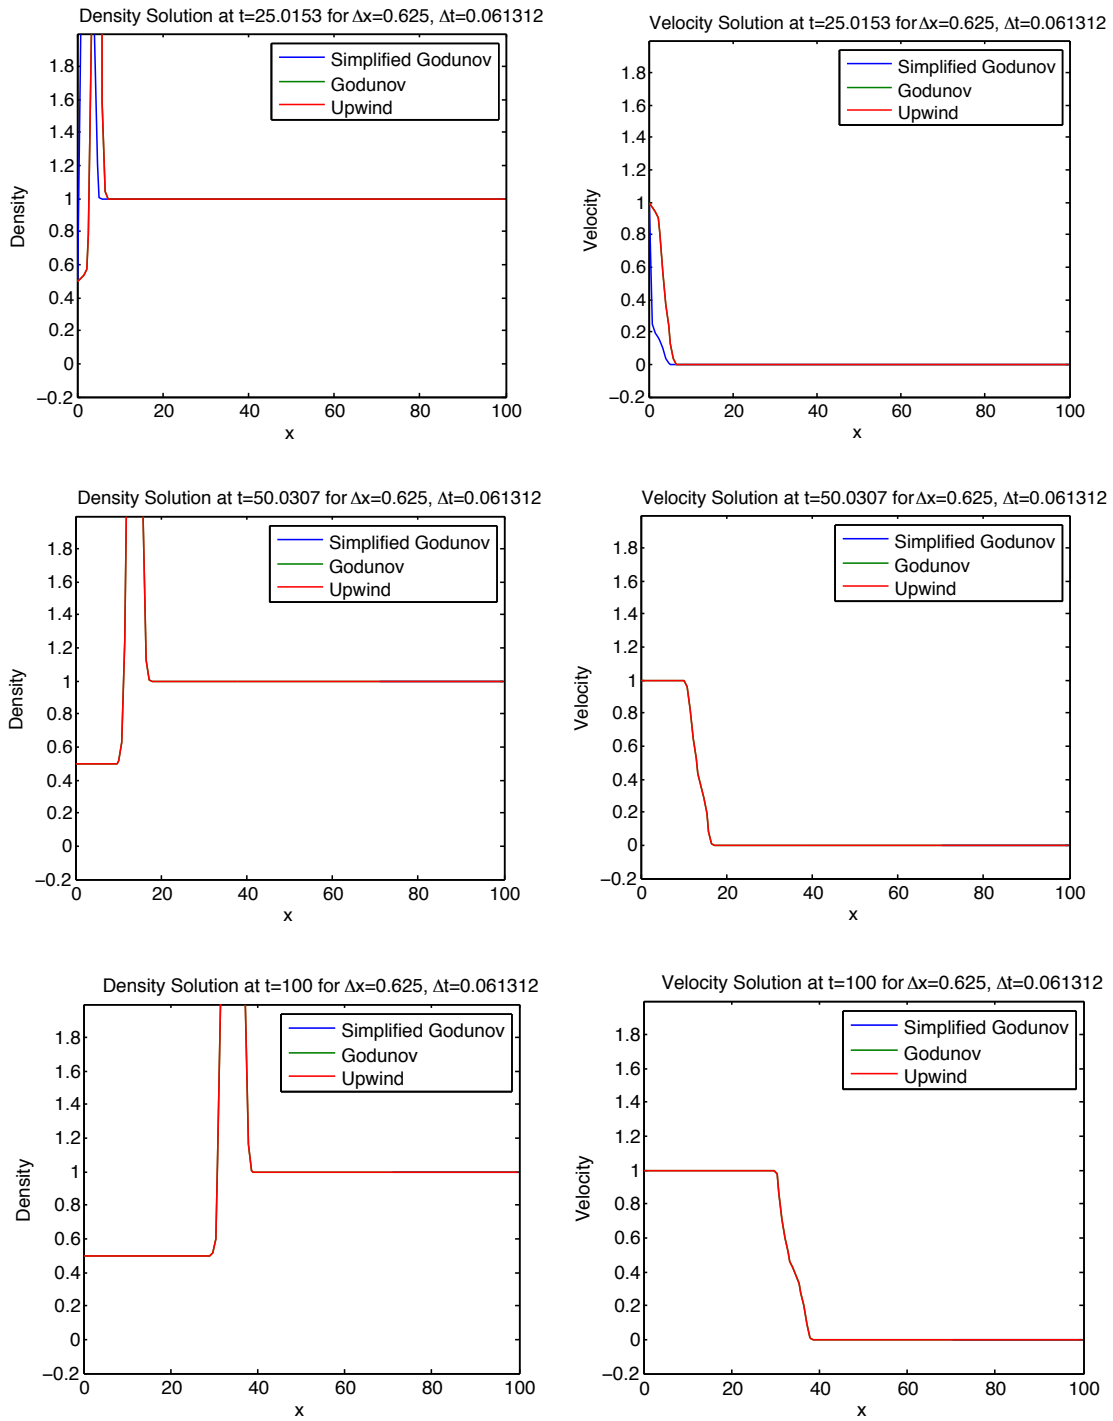 Density Solution at t=25.0153 for Δx=0.625, Δt=0.061312
1.8
1.6
1.4
1.2
1
0.8
0.6
0.4
0.2
0
−0.2
Density
Simplified Godunov
Godunov
Upwind
0 20 40 60 80 100
x
Velocity Solution at t=25.0153 for Δx=0.625, Δt=0.061312
1.8
1.6
1.4
1.2
1
0.8
0.6
0.4
0.2
0
−0.2
Velocity
Simplified Godunov
Godunov
Upwind
0 20 40 60 80 100
x
Density Solution at t=50.0307 for Δx=0.625, Δt=0.061312
1.8
1.6
1.4
1.2
1
0.8
0.6
0.4
0.2
0
−0.2
Density
Simplified Godunov
Godunov
Upwind
0 20 40 60 80 100
x
Velocity Solution at t=50.0307 for Δx=0.625, Δt=0.061312
1.8
1.6
1.4
1.2
1
0.8
0.6
0.4
0.2
0
−0.2
Velocity
Simplified Godunov
Godunov
Upwind
0 20 40 60 80 100
x
Density Solution at t=100 for Δx=0.625, Δt=0.061312
1.8
1.6
1.4
1.2
1
0.8
0.6
0.4
0.2
0
−0.2
Density
Simplified Godunov
Godunov
Upwind
0 20 40 60 80 100
x
Velocity Solution at t=100 for Δx=0.625, Δt=0.061312
1.8
1.6
1.4
1.2
1
0.8
0.6
0.4
0.2
0
−0.2
Velocity
Simplified Godunov
Godunov
Upwind
0 20 40 60 80 100
x